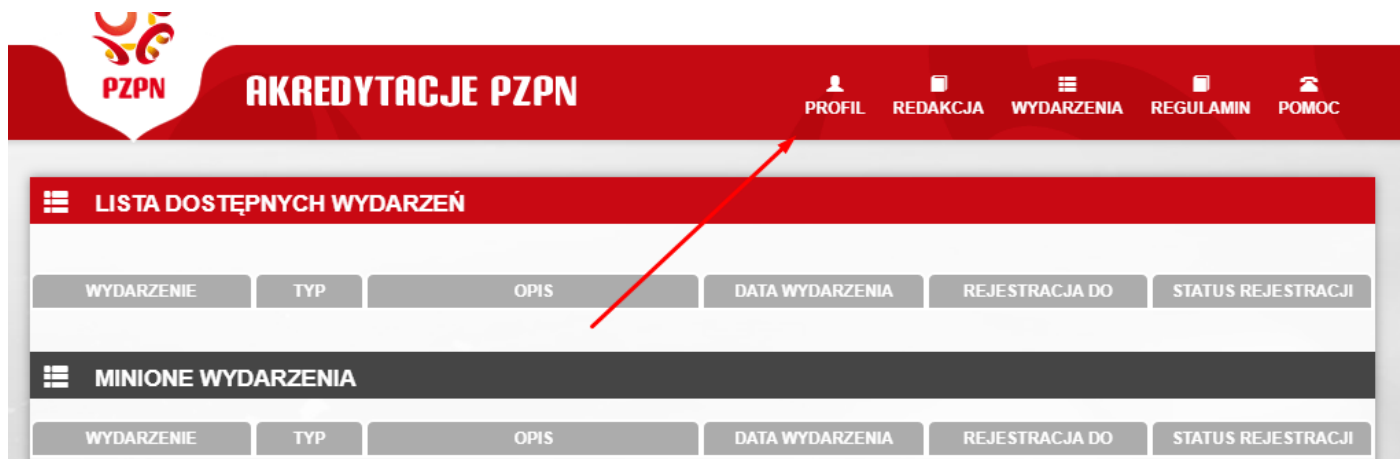 PZPN
AKREDYTACJE PZPN
PROFIL REDAKCJA WYDARZENIA REGULAMIN POMOC
LISTA DOSTĘPNYCH WYDARZEŃ
WYDARZENIE TYP OPIS DATA WYDARZENIA REJESTRACJA DO STATUS REJESTRACJI
MINIONE WYDARZENIA
WYDARZENIE TYP OPIS DATA WYDARZENIA REJESTRACJA DO STATUS REJESTRACJI